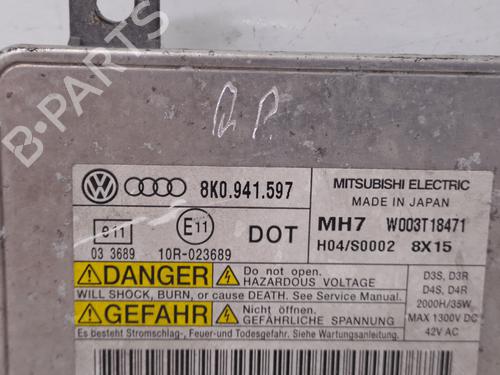 B-PARTS
8K0.941.597
MITSUBISHI ELECTRIC
MADE IN JAPAN
e11
E11
DOT
MH7 W003T18471
03 3689 10R-023689
H04/S0002 8X15
DANGER
Do not open.
HAZARDOUS VOLTAGE
WILL SHOCK, BURN, or cause DEATH. See Service Manual.
GEFAHR
Nicht öffnen.
GEFÄHRLICHE SPANNUNG
Es besteht Stromschlag-, Feuer-und Todesgefahr. Siehe Wartungsanleitung.
D3S, D3R
D4S, D4R
2000H/35W
MAX 1300V DC
42V AC